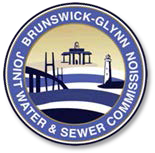 BRUNSWICK-GLYNN
JOINT WATER & SEWER COMMISSION